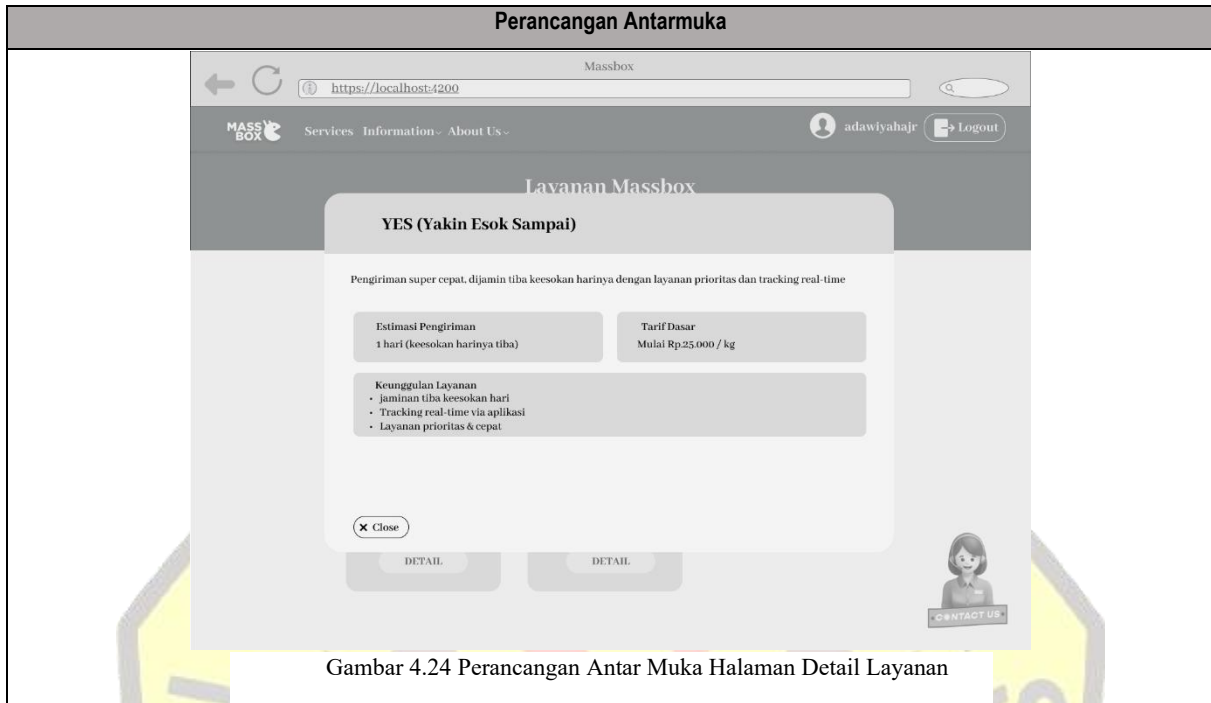 Perancangan Antarmuka
Massbox
https://localhost:4200
MASS BOX
Services Information About Us
adawiyahajr
Logout
Layanan Massbox
YES (Yakin Esok Sampai)
Pengiriman super cepat, dijamin tiba keesokan harinya dengan layanan prioritas dan tracking real-time
Estimasi Pengiriman
1 hari (keesokan harinya tiba)
Tarif Dasar
Mulai Rp.25.000 / kg
Keunggulan Layanan
• jaminan tiba keesokan hari
• Tracking real-time via aplikasi
• Layanan prioritas & cepat
× Close
DETAIL
DETAIL
CONTACT US
Gambar 4.24 Perancangan Antar Muka Halaman Detail Layanan